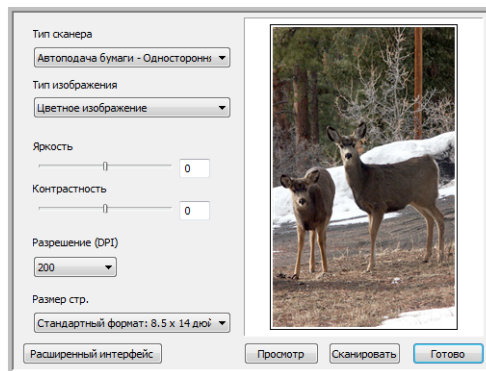 Тип сканера
Автоподача бумаги - Одностороння
Тип изображения
Цветное изображение
Яркость
0
Контрастность
0
Разрешение (DPI)
200
Размер стр.
Стандартный формат: 8.5 x 14 дюй
Расширенный интерфейс
Просмотр
Сканировать
Готово